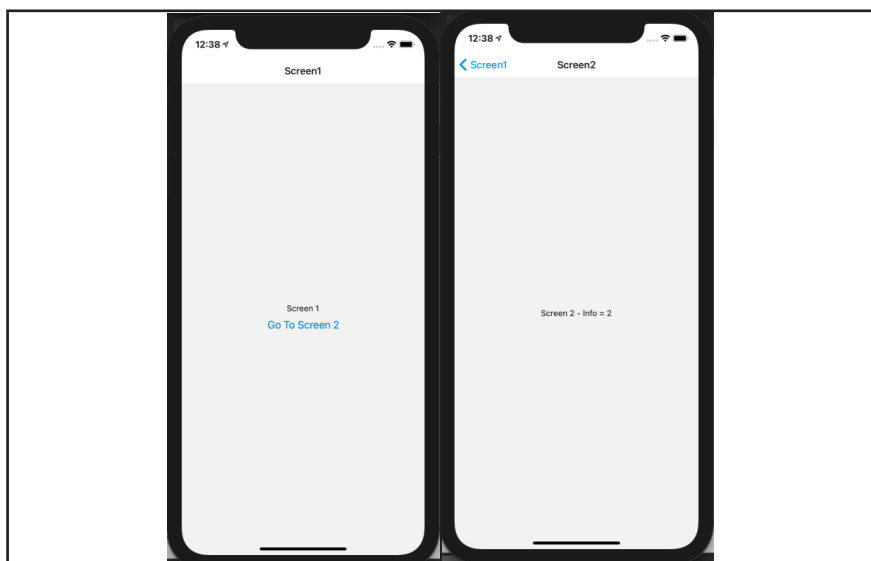 12:38
Screen1
Screen 1
Go To Screen 2
12:38
Screen1
Screen2
Screen 2 - Info = 2